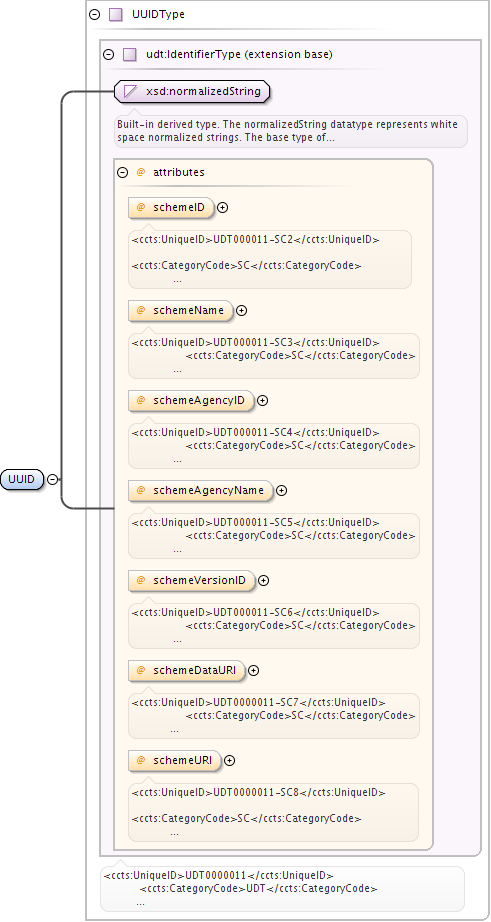 UUIDType
udt:IdentifierType (extension base)
xsd:normalizedString
Built-in derived type. The normalizedString datatype represents white
space normalized strings. The base type of...
@ attributes
@ schemeID
<ccts:UniqueID>UDT000011-SC2</ccts:UniqueID>
<ccts:CategoryCode>SC</ccts:CategoryCode>
...
@ schemeName
<ccts:UniqueID>UDT000011-SC3</ccts:UniqueID>
<ccts:CategoryCode>SC</ccts:CategoryCode>
...
@ schemeAgencyID
<ccts:UniqueID>UDT000011-SC4</ccts:UniqueID>
<ccts:CategoryCode>SC</ccts:CategoryCode>
...
UUID
@ schemeAgencyName
<ccts:UniqueID>UDT000011-SC5</ccts:UniqueID>
<ccts:CategoryCode>SC</ccts:CategoryCode>
...
@ schemeVersionID
<ccts:UniqueID>UDT000011-SC6</ccts:UniqueID>
<ccts:CategoryCode>SC</ccts:CategoryCode>
...
@ schemeDataURI
<ccts:UniqueID>UDT0000011-SC7</ccts:UniqueID>
<ccts:CategoryCode>SC</ccts:CategoryCode>
...
@ schemeURI
<ccts:UniqueID>UDT0000011-SC8</ccts:UniqueID>
<ccts:CategoryCode>SC</ccts:CategoryCode>
...
<ccts:UniqueID>UDT0000011</ccts:UniqueID>
<ccts:CategoryCode>UDT</ccts:CategoryCode>
...